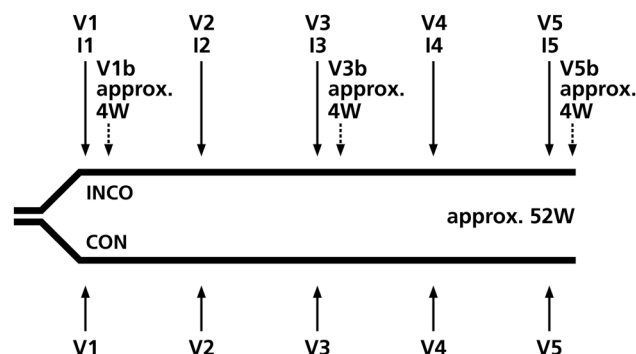 V1 V2 V3 V4 V5
I1 I2 I3 I4 I5
V1b V3b V5b
approx. approx. approx.
4W 4W 4W
INCO
approx. 52W
CON
V1 V2 V3 V4 V5